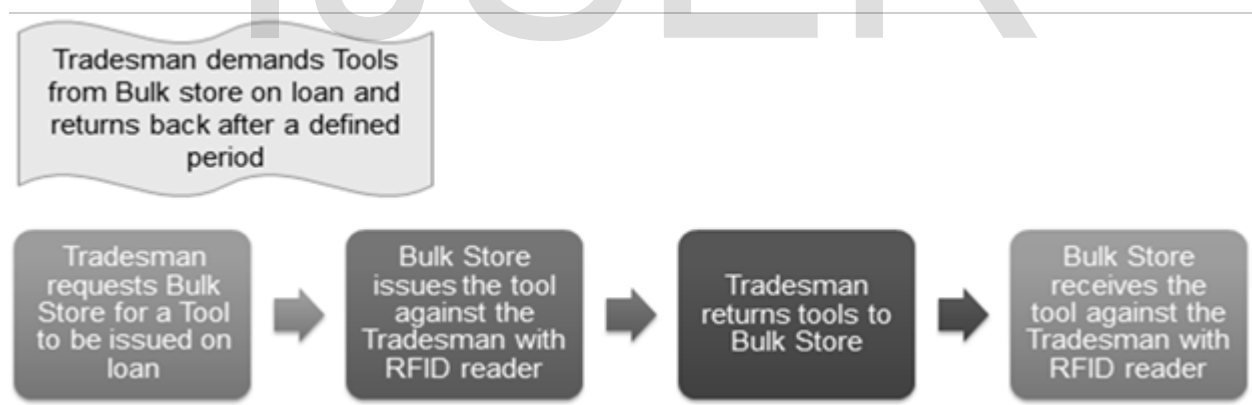 Tradesman demands Tools
from Bulk store on loan and
returns back after a defined
period
Tradesman
requests Bulk
Store for a Tool
to be issued on
loan
Bulk Store
issues the tool
against the
Tradesman with
RFID reader
Tradesman
returns tools to
Bulk Store
Bulk Store
receives the
tool against the
Tradesman with
RFID reader